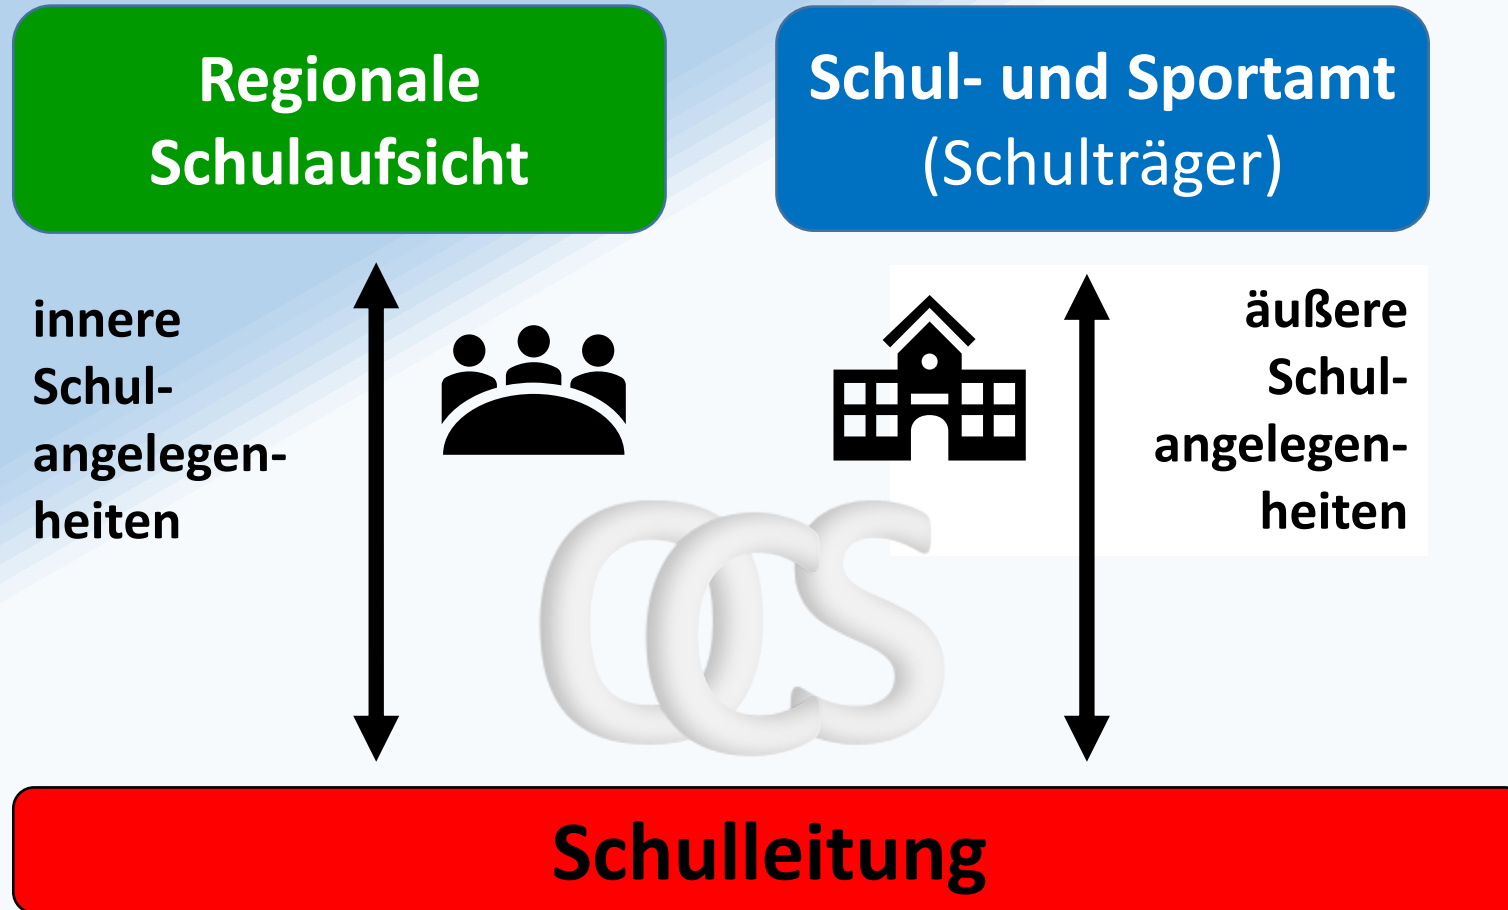 Regionale
Schulaufsicht
Schul- und Sportamt
(Schulträger)
innere
Schul-
angelegen-
heiten
äußere
Schul-
angelegen-
heiten
OCS
Schulleitung